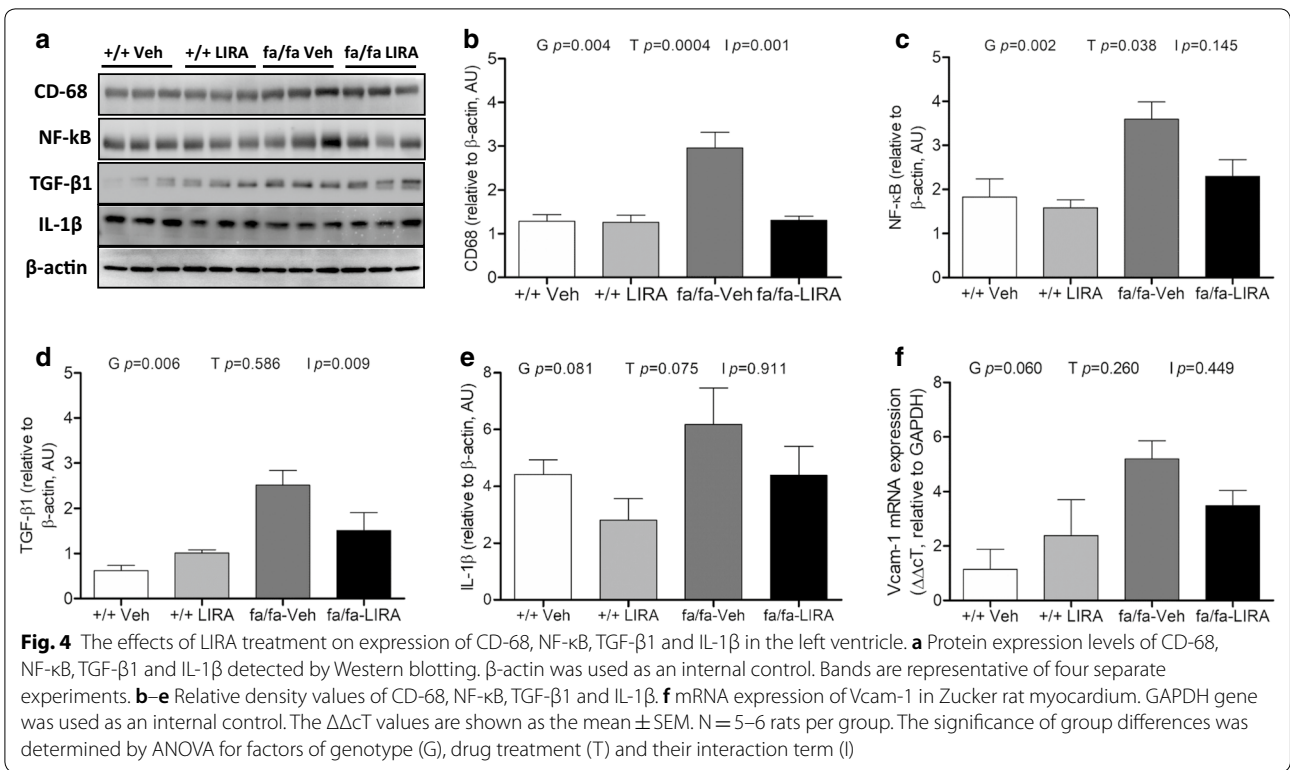 a
+/+ Veh +/+ LIRA fa/fa Veh fa/fa LIRA
CD-68
NF-kB
TGF-β1
IL-1β
β-actin
b
G p=0.004 T p=0.0004 I p=0.001
CD68 (relative to β-actin, AU)
5
4
3
2
1
0
+/+ Veh +/+ LIRA fa/fa-Veh fa/fa-LIRA
c
G p=0.002 T p=0.038 I p=0.145
NF-κB (relative to
β-actin, AU)
5
4
3
2
1
0
+/+ Veh +/+ LIRA fa/fa-Veh fa/fa-LIRA
d
G p=0.006 T p=0.586 I p=0.009
TGF-β1 (relative to
β-actin, AU)
5
4
3
2
1
0
+/+ Veh +/+ LIRA fa/fa-Veh fa/fa-LIRA
e
G p=0.081 T p=0.075 I p=0.911
IL-1β (relative to β-actin, AU)
8
6
4
2
0
+/+ Veh +/+ LIRA fa/fa-Veh fa/fa-LIRA
f
G p=0.060 T p=0.260 I p=0.449
Vcam-1 mRNA expression
(ΔΔcT, relative to GAPDH)
8
6
4
2
0
+/+ Veh +/+ LIRA fa/fa-Veh fa/fa-LIRA
Fig. 4 The effects of LIRA treatment on expression of CD-68, NF-κB, TGF-β1 and IL-1β in the left ventricle. a Protein expression levels of CD-68,
NF-κB, TGF-β1 and IL-1β detected by Western blotting. β-actin was used as an internal control. Bands are representative of four separate
experiments. b–e Relative density values of CD-68, NF-κB, TGF-β1 and IL-1β. f mRNA expression of Vcam-1 in Zucker rat myocardium. GAPDH gene
was used as an internal control. The ΔΔcT values are shown as the mean ± SEM. N = 5–6 rats per group. The significance of group differences was
determined by ANOVA for factors of genotype (G), drug treatment (T) and their interaction term (I)